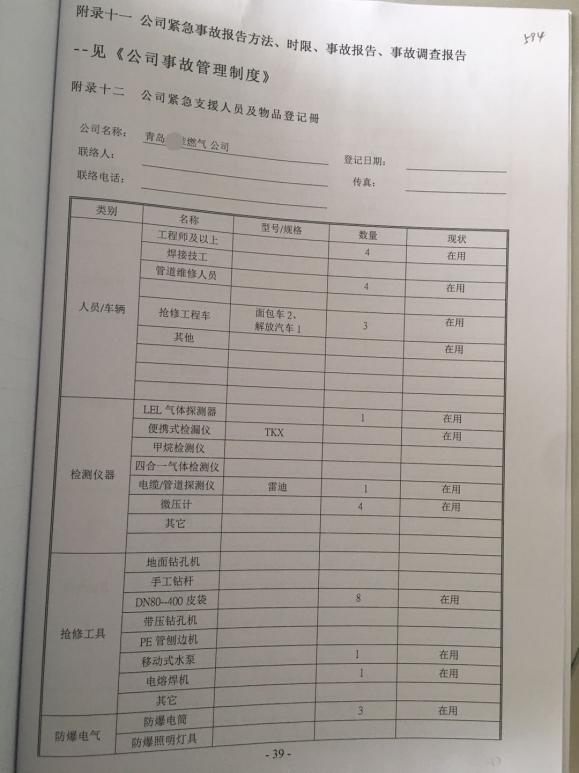 附录十一 公司紧急事故报告方法、时限、事故报告、事故调查报告
594
--见《公司事故管理制度》
附录十二 公司紧急支援人员及物品登记册
公司名称: 青岛 燃气公司
登记日期:
联络人:
传真:
联络电话:
类别 名称 型号/规格 数量 现状
人员/车辆
工程师及以上 4 在用
焊接技工
管道维修人员 4 在用
抢修工程车 面包车2、解放汽车1 3 在用
其他 在用
检测仪器
LEL 气体探测器 1 在用
便携式检漏仪 TKX 在用
甲烷检测仪
四合一气体检测仪
电缆/管道探测仪 雷迪 1 在用
微压计 4 在用
其它
抢修工具
地面钻孔机
手工钻杆
DN80--400 皮袋 8 在用
带压钻孔机
PE 管刨边机
移动式水泵 1 在用
电熔焊机 1 在用
其它
防爆电气
防爆电筒 3 在用
防爆照明灯具
- 39 -